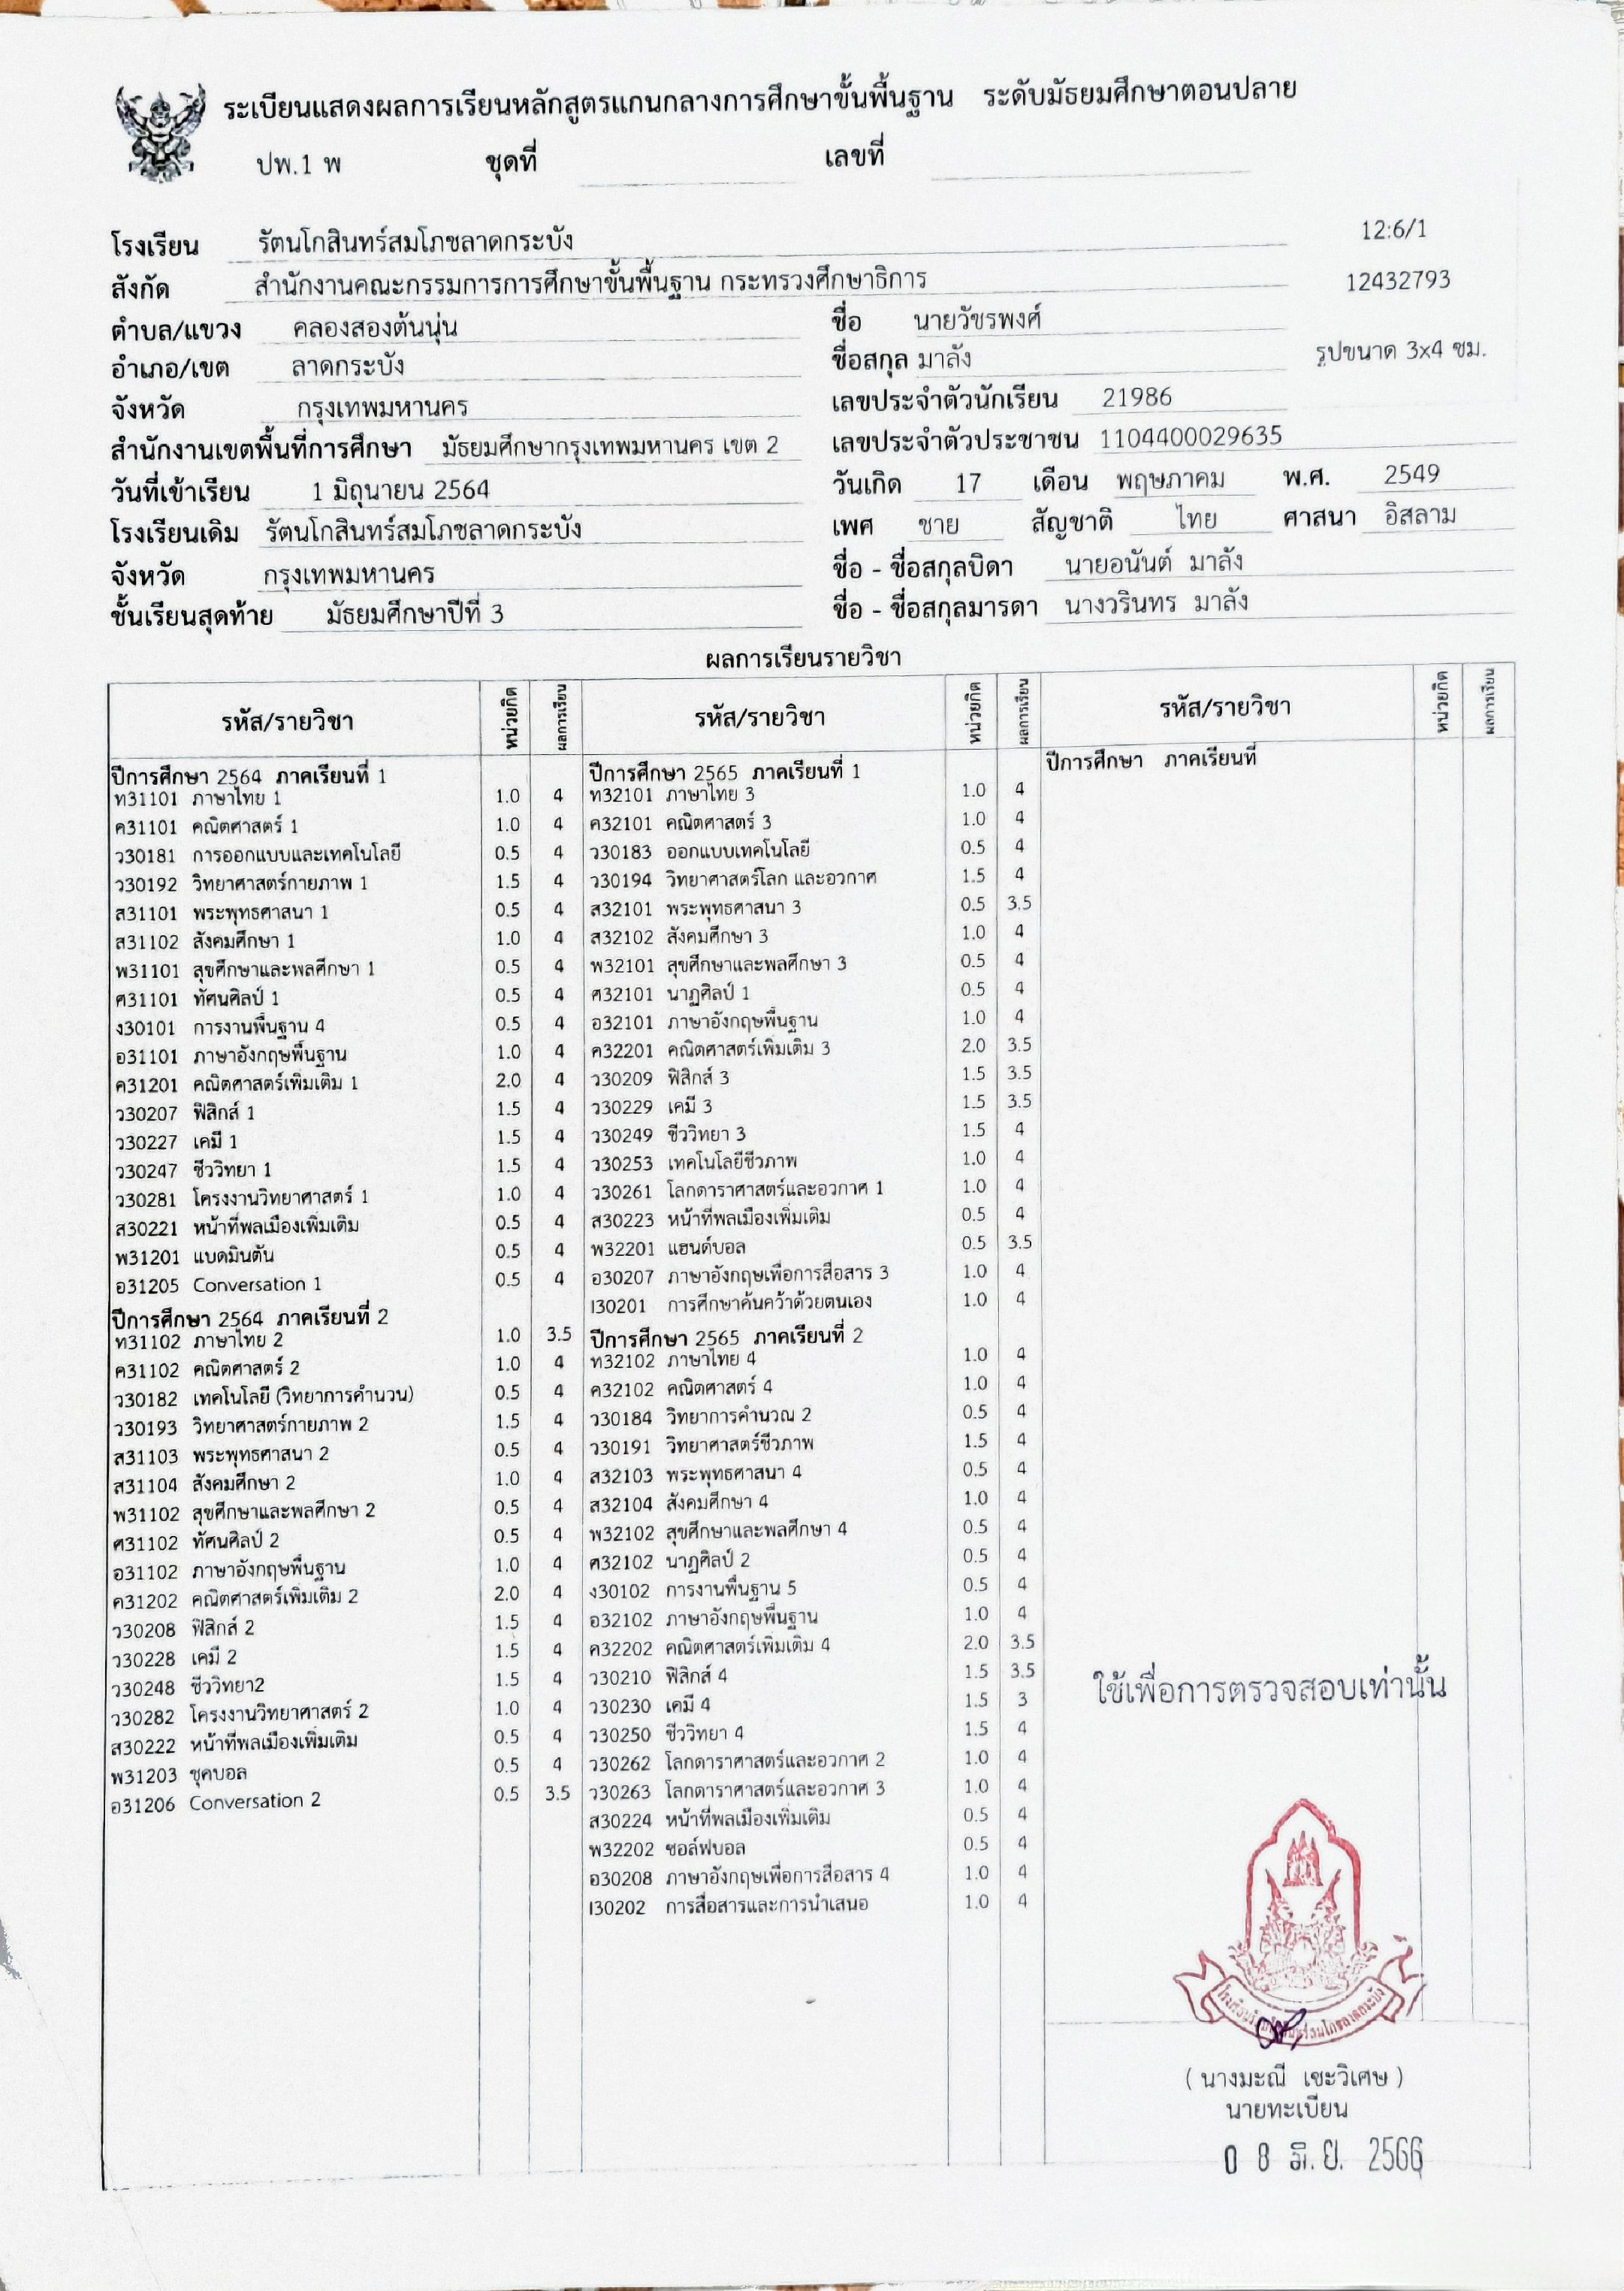 ระเบียนแสดงผลการเรียนหลักสูตรแกนกลางการศึกษาขั้นพื้นฐาน ระดับมัธยมศึกษาตอนปลาย
ปพ.1 พ ชุดที่ เลขที่
12:6/1
12432793
รูปขนาด 3x4 ซม.
โรงเรียน รัตนโกสินทร์สมโภชลาดกระบัง
สังกัด สำนักงานคณะกรรมการการศึกษาขั้นพื้นฐาน กระทรวงศึกษาธิการ
ตำบล/แขวง คลองสองต้นนุ่น
อำเภอ/เขต ลาดกระบัง
จังหวัด กรุงเทพมหานคร
สำนักงานเขตพื้นที่การศึกษา มัธยมศึกษากรุงเทพมหานคร เขต 2
วันที่เข้าเรียน 1 มิถุนายน 2564
โรงเรียนเดิม รัตนโกสินทร์สมโภชลาดกระบัง
จังหวัด กรุงเทพมหานคร
ชั้นเรียนสุดท้าย มัธยมศึกษาปีที่ 3
ชื่อ นายวัชรพงศ์
ชื่อสกุล มาลัง
เลขประจำตัวนักเรียน 21986
เลขประจำตัวประชาชน 1104400029635
วันเกิด 17 เดือน พฤษภาคม พ.ศ. 2549
เพศ ชาย สัญชาติ ไทย ศาสนา อิสลาม
ชื่อ - ชื่อสกุลบิดา นายอนันต์ มาลัง
ชื่อ - ชื่อสกุลมารดา นางวรินทร มาลัง
ผลการเรียนรายวิชา
รหัส/รายวิชา หน่วยกิต ผลการเรียน
ปีการศึกษา 2564 ภาคเรียนที่ 1
ท31101 ภาษาไทย 1 1.0 4
ค31101 คณิตศาสตร์ 1 1.0 4
ว30181 การออกแบบและเทคโนโลยี 0.5 4
ว30192 วิทยาศาสตร์กายภาพ 1 1.5 4
ส31101 พระพุทธศาสนา 1 0.5 4
ส31102 สังคมศึกษา 1 1.0 4
พ31101 สุขศึกษาและพลศึกษา 1 0.5 4
ศ31101 ทัศนศิลป์ 1 0.5 4
ง30101 การงานพื้นฐาน 4 0.5 4
อ31101 ภาษาอังกฤษพื้นฐาน 1.0 4
ค31201 คณิตศาสตร์เพิ่มเติม 1 2.0 4
ว30207 ฟิสิกส์ 1 1.5 4
ว30227 เคมี 1 1.5 4
ว30247 ชีววิทยา 1 1.5 4
ว30281 โครงงานวิทยาศาสตร์ 1 1.0 4
ส30221 หน้าที่พลเมืองเพิ่มเติม 0.5 4
พ31201 แบดมินตัน 0.5 4
อ31205 Conversation 1 0.5 4
ปีการศึกษา 2564 ภาคเรียนที่ 2
ท31102 ภาษาไทย 2 1.0 3.5
ค31102 คณิตศาสตร์ 2 1.0 4
ว30182 เทคโนโลยี (วิทยาการคำนวน) 0.5 4
ว30193 วิทยาศาสตร์กายภาพ 2 1.5 4
ส31103 พระพุทธศาสนา 2 0.5 4
ส31104 สังคมศึกษา 2 1.0 4
พ31102 สุขศึกษาและพลศึกษา 2 0.5 4
ศ31102 ทัศนศิลป์ 2 0.5 4
อ31102 ภาษาอังกฤษพื้นฐาน 1.0 4
ค31202 คณิตศาสตร์เพิ่มเติม 2 2.0 4
ว30208 ฟิสิกส์ 2 1.5 4
ว30228 เคมี 2 1.5 4
ว30248 ชีววิทยา2 1.5 4
ว30282 โครงงานวิทยาศาสตร์ 2 1.0 4
ส30222 หน้าที่พลเมืองเพิ่มเติม 0.5 4
พ31203 ชุคบอล 0.5 4
อ31206 Conversation 2 0.5 3.5
รหัส/รายวิชา หน่วยกิต ผลการเรียน
ปีการศึกษา 2565 ภาคเรียนที่ 1
ท32101 ภาษาไทย 3 1.0 4
ค32101 คณิตศาสตร์ 3 1.0 4
ว30183 ออกแบบเทคโนโลยี 0.5 4
ว30194 วิทยาศาสตร์โลก และอวกาศ 1.5 4
ส32101 พระพุทธศาสนา 3 0.5 3.5
ส32102 สังคมศึกษา 3 1.0 4
พ32101 สุขศึกษาและพลศึกษา 3 0.5 4
ศ32101 นาฏศิลป์ 1 0.5 4
อ32101 ภาษาอังกฤษพื้นฐาน 1.0 4
ค32201 คณิตศาสตร์เพิ่มเติม 3 2.0 3.5
ว30209 ฟิสิกส์ 3 1.5 3.5
ว30229 เคมี 3 1.5 3.5
ว30249 ชีววิทยา 3 1.5 4
ว30253 เทคโนโลยีชีวภาพ 1.0 4
ว30261 โลกดาราศาสตร์และอวกาศ 1 1.0 4
ส30223 หน้าที่พลเมืองเพิ่มเติม 0.5 4
พ32201 แฮนด์บอล 0.5 3.5
อ30207 ภาษาอังกฤษเพื่อการสื่อสาร 3 1.0 4
I30201 การศึกษาค้นคว้าด้วยตนเอง 1.0 4
ปีการศึกษา 2565 ภาคเรียนที่ 2
ท32102 ภาษาไทย 4 1.0 4
ค32102 คณิตศาสตร์ 4 1.0 4
ว30184 วิทยาการคำนวณ 2 0.5 4
ว30191 วิทยาศาสตร์ชีวภาพ 1.5 4
ส32103 พระพุทธศาสนา 4 0.5 4
ส32104 สังคมศึกษา 4 1.0 4
พ32102 สุขศึกษาและพลศึกษา 4 0.5 4
ศ32102 นาฏศิลป์ 2 0.5 4
ง30102 การงานพื้นฐาน 5 0.5 4
อ32102 ภาษาอังกฤษพื้นฐาน 1.0 4
ค32202 คณิตศาสตร์เพิ่มเติม 4 2.0 3.5
ว30210 ฟิสิกส์ 4 1.5 3.5
ว30230 เคมี 4 1.5 3
ว30250 ชีววิทยา 4 1.5 4
ว30262 โลกดาราศาสตร์และอวกาศ 2 1.0 4
ว30263 โลกดาราศาสตร์และอวกาศ 3 1.0 4
ส30224 หน้าที่พลเมืองเพิ่มเติม 0.5 4
พ32202 ซอล์ฟบอล 0.5 4
อ30208 ภาษาอังกฤษเพื่อการสื่อสาร 4 1.0 4
I30202 การสื่อสารและการนำเสนอ 1.0 4
รหัส/รายวิชา หน่วยกิต ผลการเรียน
ปีการศึกษา ภาคเรียนที่
ใช้เพื่อการตรวจสอบเท่านั้น
( นางมะณี เชะวิเศษ )
นายทะเบียน
0 8 มิ.ย. 2566